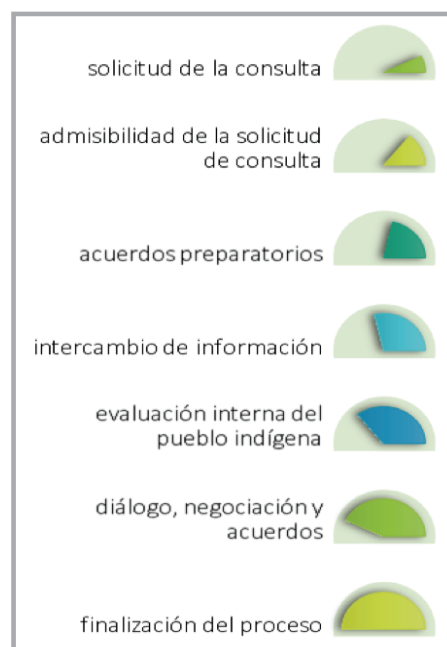 solicitud de la consulta
admisibilidad de la solicitud
de consulta
acuerdos preparatorios
intercambio de información
evaluación interna del
pueblo indígena
diálogo, negociación y
acuerdos
finalización del proceso